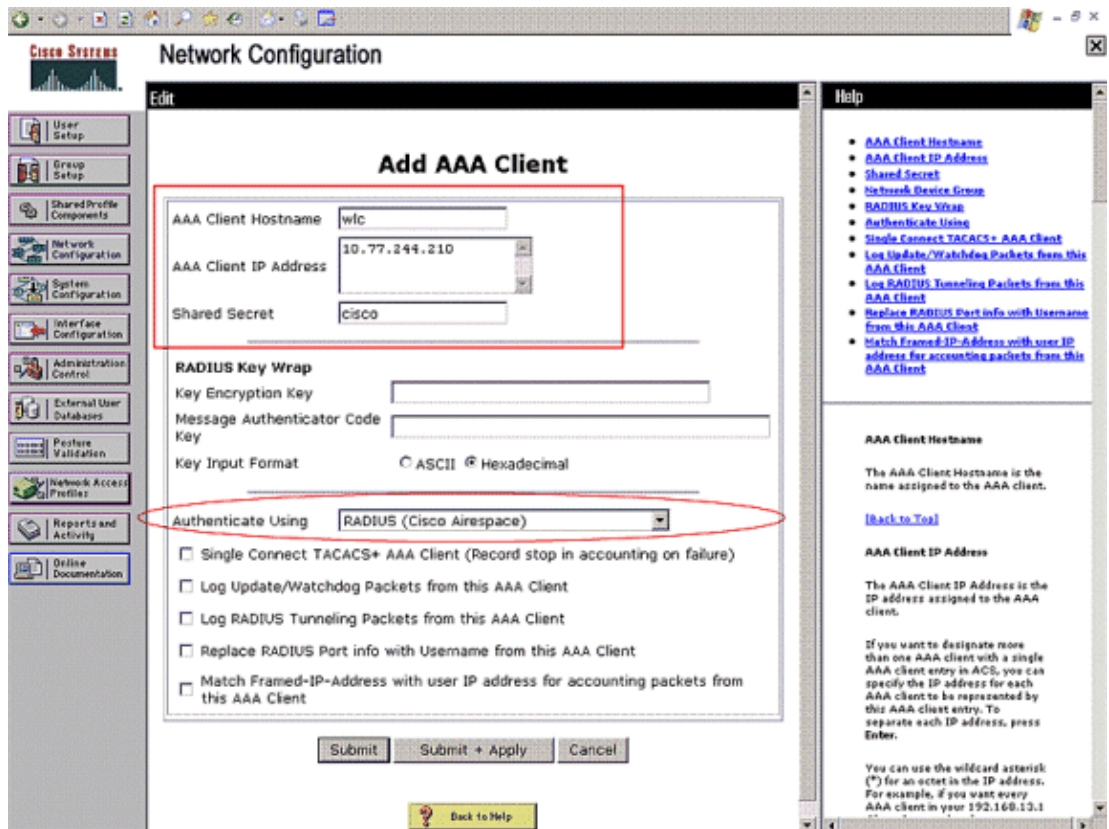 CISCO SYSTEMS
Network Configuration
Edit
Help
User
Setup
Group
Setup
Shared Profile
Components
Network
Configuration
System
Configuration
Interface
Configuration
Administration
Control
External User
Databases
Posture
Validation
Network Access
Profiles
Reports and
Activity
Online
Documentation
Add AAA Client
AAA Client Hostname
wlc
AAA Client IP Address
10.77.244.210
Shared Secret
cisco
RADIUS Key Wrap
Key Encryption Key
Message Authenticator Code
Key
Key Input Format
ASCII Hexadecimal
Authenticate Using
RADIUS (Cisco Airespace)
Single Connect TACACS+ AAA Client (Record stop in accounting on failure)
Log Update/Watchdog Packets from this AAA Client
Log RADIUS Tunneling Packets from this AAA Client
Replace RADIUS Port info with Username from this AAA Client
Match Framed-IP-Address with user IP address for accounting packets from
this AAA Client
Submit
Submit + Apply
Cancel
Back to Help
AAA Client Hostname
AAA Client IP Address
Shared Secret
Network Device Group
RADIUS Key Wrap
Authenticate Using
Single Connect TACACS+ AAA Client
Log Update/Watchdog Packets from this
AAA Client
Log RADIUS Tunneling Packets from this
AAA Client
Replace RADIUS Port info with Username
from this AAA Client
Match Framed-IP-Address with user IP
address for accounting packets from this
AAA Client
AAA Client Hostname
The AAA Client Hostname is the
name assigned to the AAA client.
[Back to Top]
AAA Client IP Address
The AAA Client IP Address is the
IP address assigned to the AAA
client.
If you want to designate more
than one AAA client with a single
AAA client entry in ACS, you can
specify the IP address for each
AAA client to be represented by
this AAA client entry. To
separate each IP address, press
Enter.
You can use the wildcard asterisk
(*) for an octet in the IP address.
For example, if you want every
AAA client in your 192.168.13.1